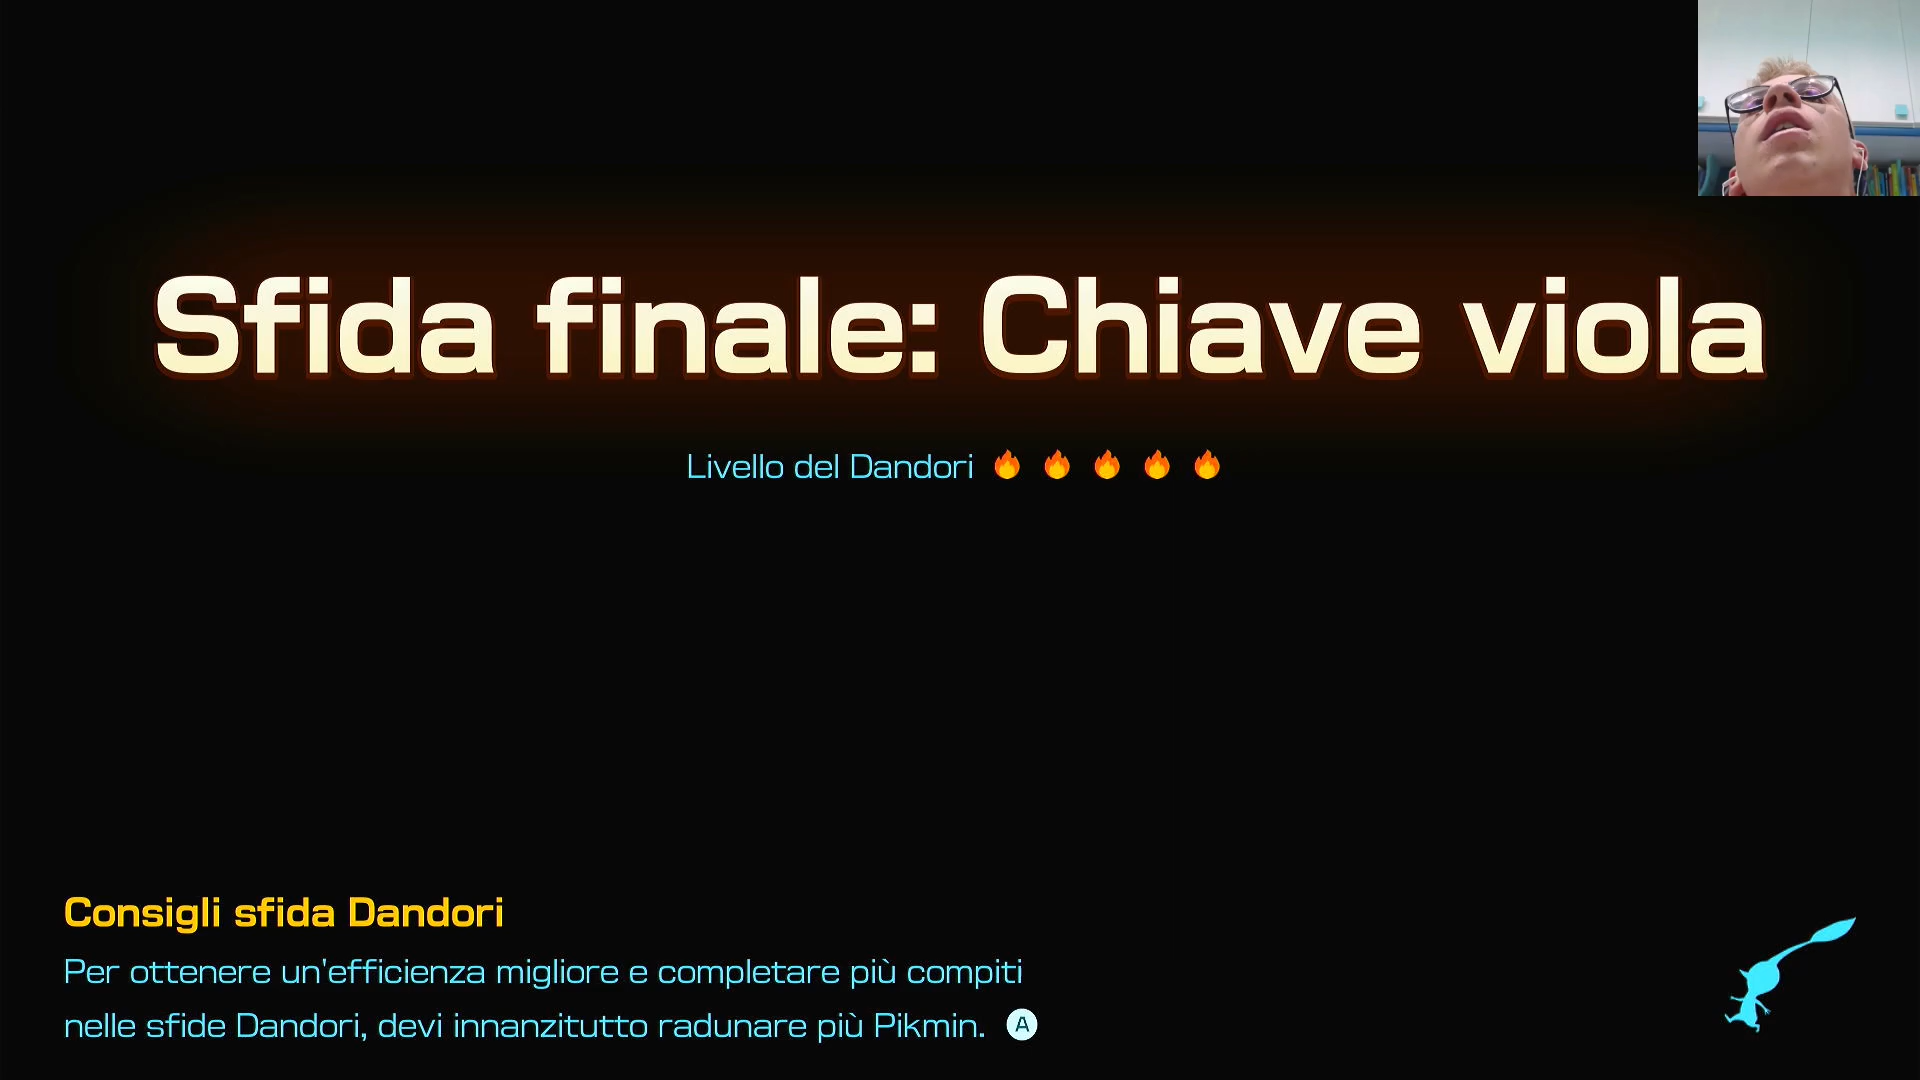 Sfida finale: Chiave viola
Livello del Dandori
Consigli sfida Dandori
Per ottenere un'efficienza migliore e completare più compiti
nelle sfide Dandori, devi innanzitutto radunare più Pikmin. A